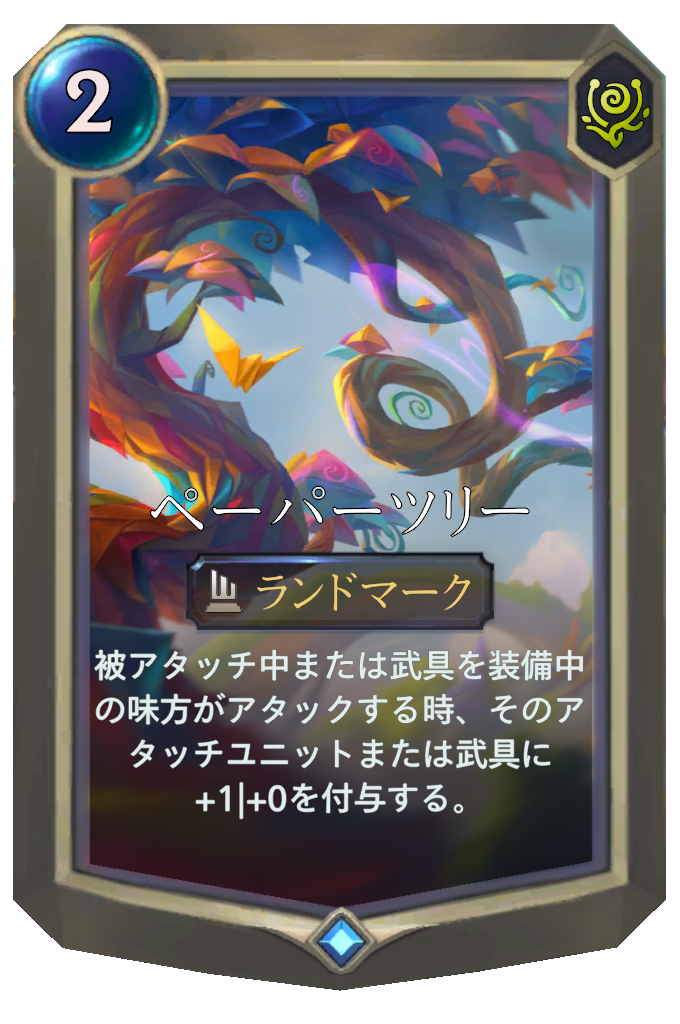 2
ペーパーツリー
ランドマーク
被アタッチ中または武具を装備中
の味方がアタックする時、そのア
タッチユニットまたは武具に
+1|+0を付与する。